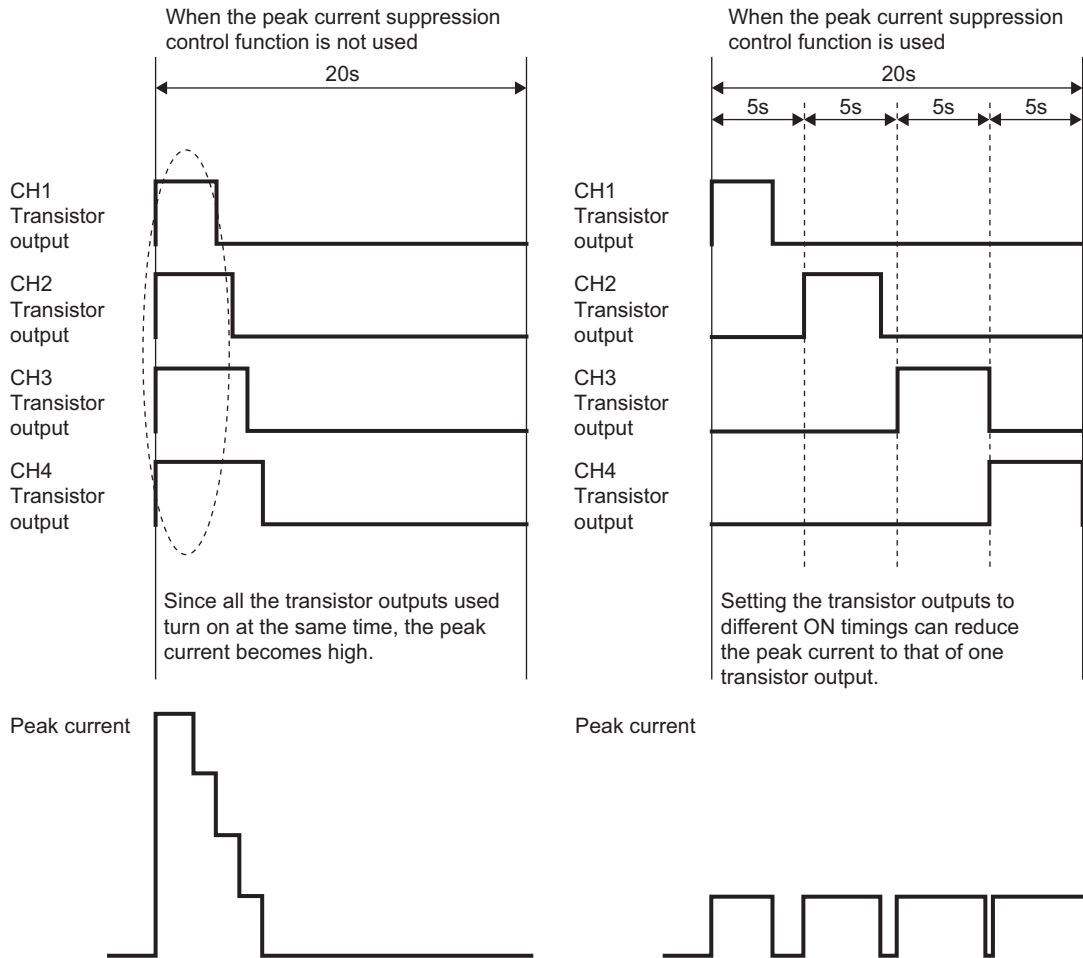 When the peak current suppression
control function is not used
20s
CH1
Transistor
output
CH2
Transistor
output
CH3
Transistor
output
CH4
Transistor
output
Since all the transistor outputs used
turn on at the same time, the peak
current becomes high.
Peak current
When the peak current suppression
control function is used
20s
5s 5s 5s 5s
CH1
Transistor
output
CH2
Transistor
output
CH3
Transistor
output
CH4
Transistor
output
Setting the transistor outputs to
different ON timings can reduce
the peak current to that of one
transistor output.
Peak current